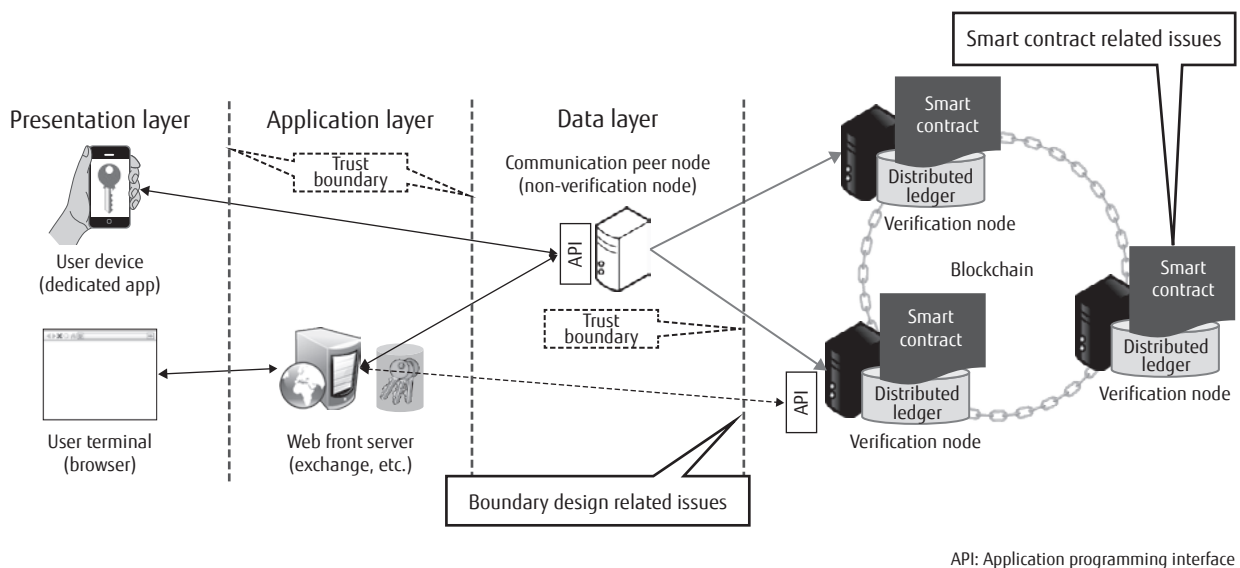 Smart contract related issues
Presentation layer
Application layer
Data layer
Trust
boundary
Communication peer node
(non-verification node)
API
User device
(dedicated app)
Trust
boundary
User terminal
(browser)
Web front server
(exchange, etc.)
Boundary design related issues
Smart
contract
Distributed
ledger
Verification node
Blockchain
Smart
contract
Distributed
ledger
Verification node
API
Smart
contract
Distributed
ledger
Verification node
API: Application programming interface